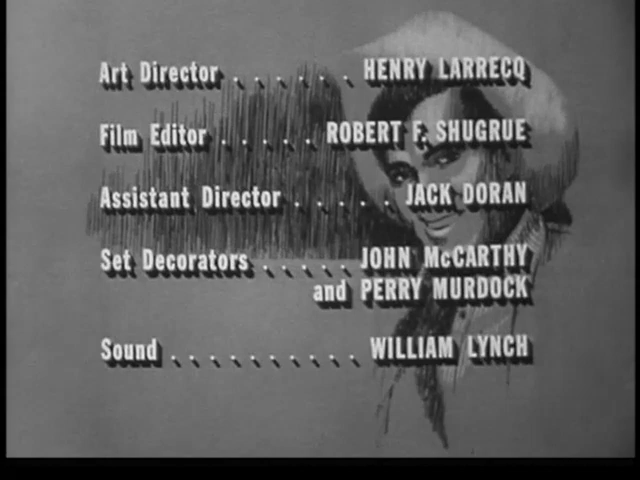 Art Director . . . . . . HENRY LARRECQ
Film Editor . . . . . ROBERT F. SHUGRUE
Assistant Director . . . . . JACK DORAN
Set Decorators . . . . . JOHN McCARTHY
and PERRY MURDOCK
Sound . . . . . . . . . . WILLIAM LYNCH